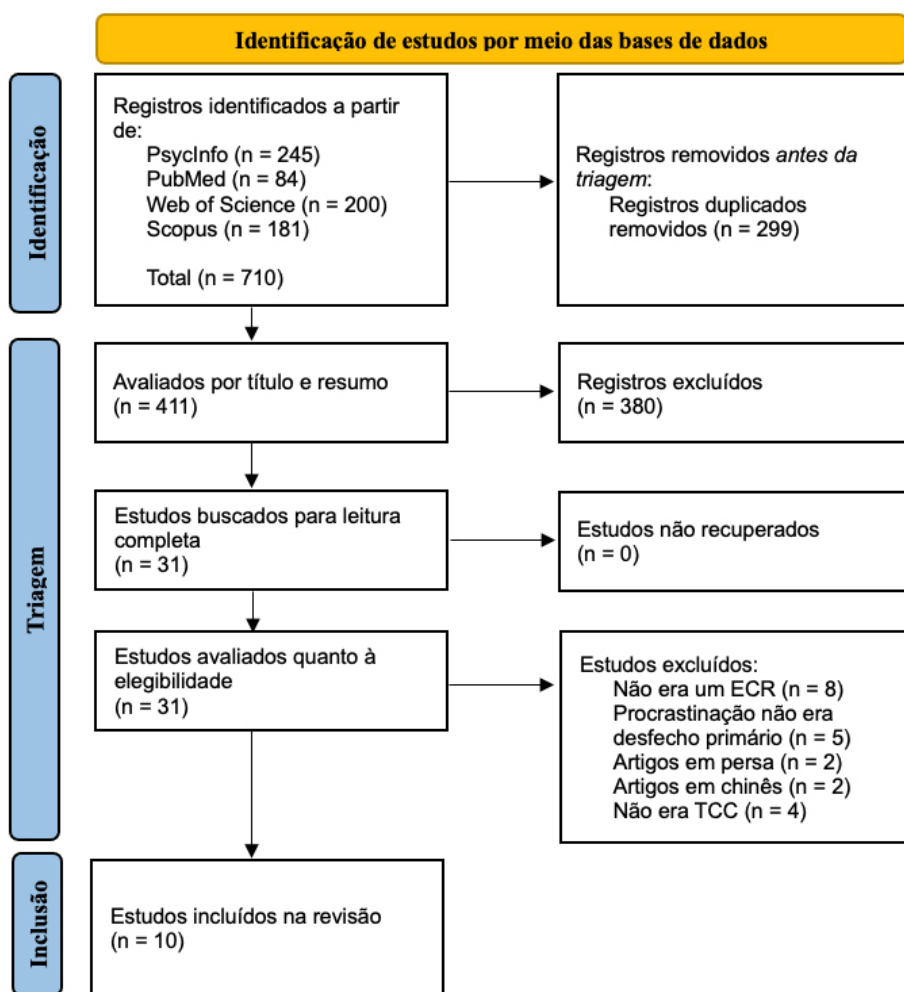 Identificação de estudos por meio das bases de dados
Identificação
Registros identificados a partir
de:
PsycInfo (n = 245)
PubMed (n = 84)
Web of Science (n = 200)
Scopus (n = 181)
Total (n = 710)
Registros removidos antes da
triagem:
Registros duplicados
removidos (n = 299)
Triagem
Avaliados por título e resumo
(n = 411)
Registros excluídos
(n = 380)
Estudos buscados para leitura
completa
(n = 31)
Estudos não recuperados
(n = 0)
Estudos avaliados quanto à
elegibilidade
(n = 31)
Estudos excluídos:
Não era um ECR (n = 8)
Procrastinação não era
desfecho primário (n = 5)
Artigos em persa (n = 2)
Artigos em chinês (n = 2)
Não era TCC (n = 4)
Inclusão
Estudos incluídos na revisão
(n = 10)